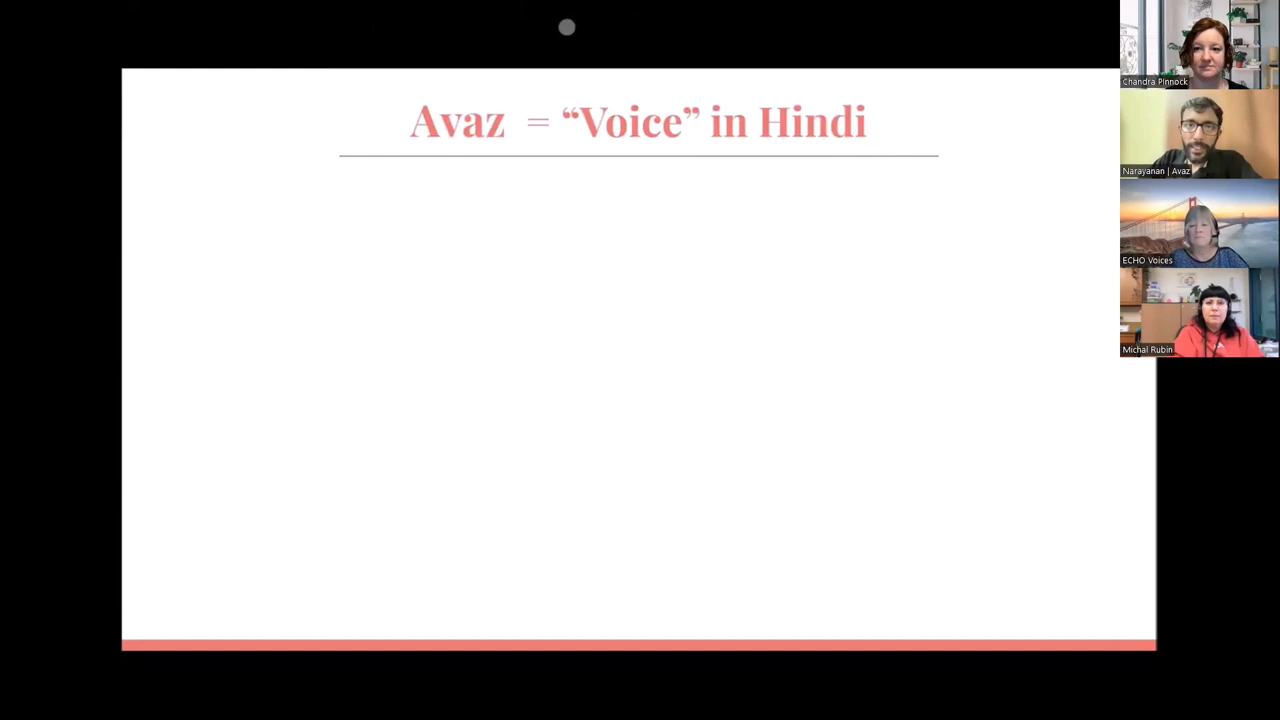 Avaz = “Voice” in Hindi
Chandra Pinnock
Narayanan | Avaz
ECHO Voices
Michal Rubin